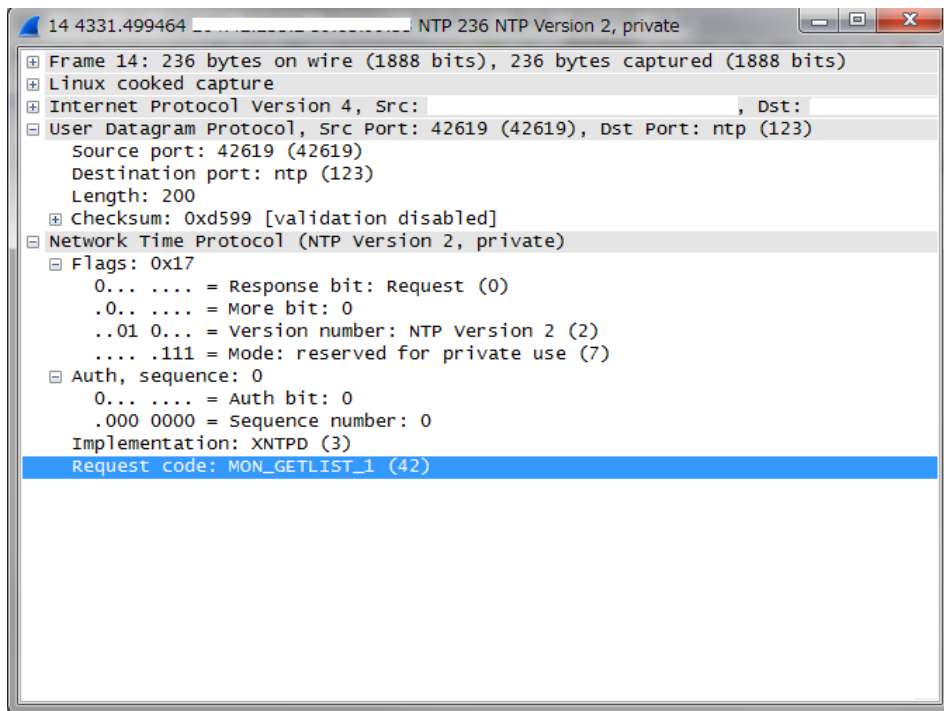 14 4331.499464 NTP 236 NTP Version 2, private
Frame 14: 236 bytes on wire (1888 bits), 236 bytes captured (1888 bits)
Linux cooked capture
Internet Protocol Version 4, Src: , Dst:
User Datagram Protocol, Src Port: 42619 (42619), Dst Port: ntp (123)
Source port: 42619 (42619)
Destination port: ntp (123)
Length: 200
Checksum: 0xd599 [validation disabled]
Network Time Protocol (NTP Version 2, private)
Flags: 0x17
0... .... = Response bit: Request (0)
.0.. .... = More bit: 0
..01 0... = Version number: NTP Version 2 (2)
.... .111 = Mode: reserved for private use (7)
Auth, sequence: 0
0... .... = Auth bit: 0
.000 0000 = Sequence number: 0
Implementation: XNTPD (3)
Request code: MON_GETLIST_1 (42)